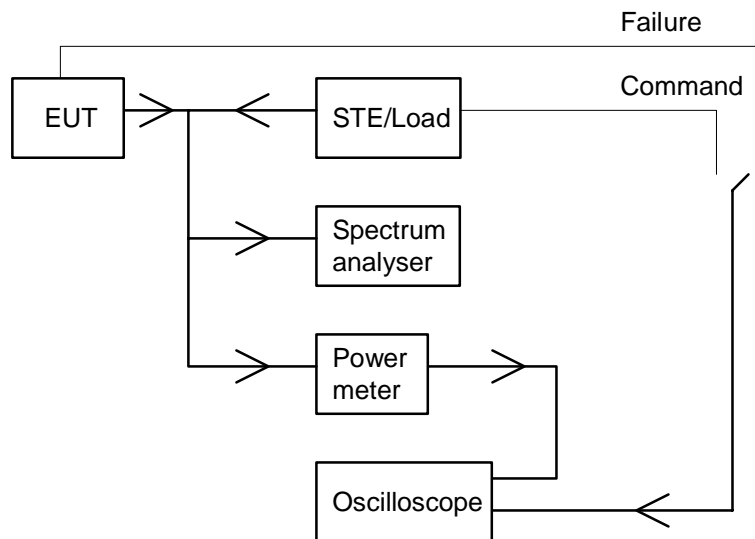 Failure
Command
EUT
STE/Load
Spectrum
analyser
Power
meter
Oscilloscope